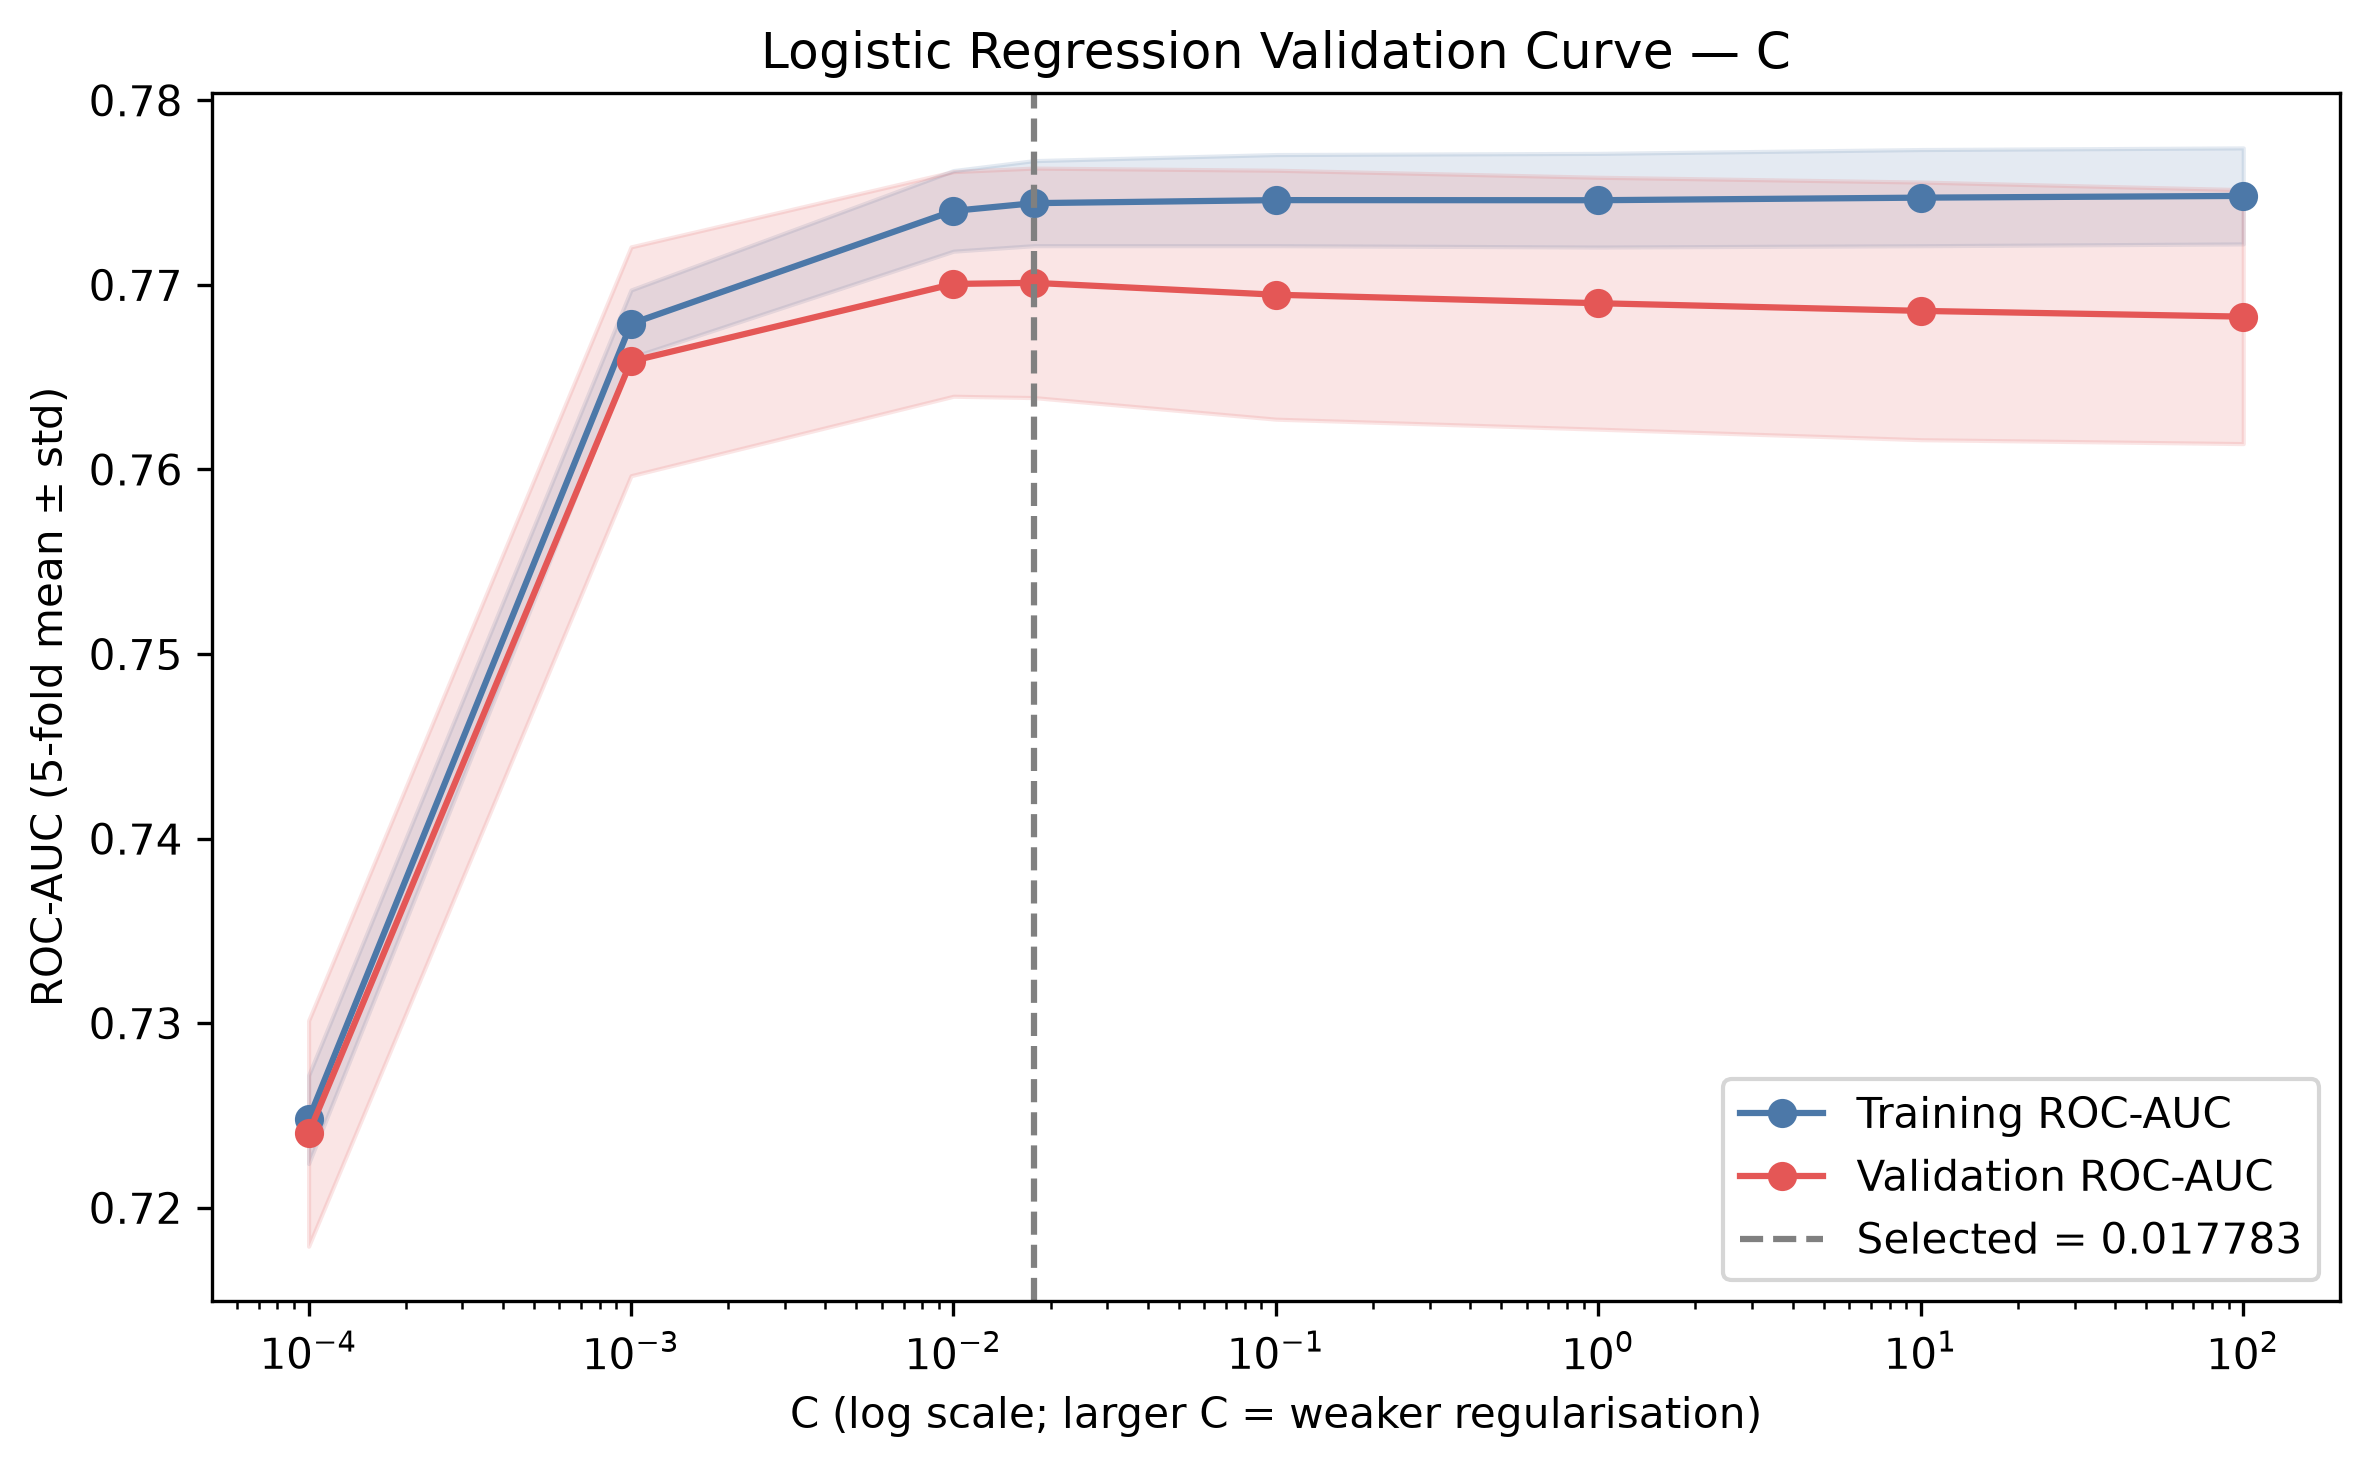 Logistic Regression Validation Curve — C
ROC-AUC (5-fold mean ± std)
0.78
0.77
0.76
0.75
0.74
0.73
0.72
Training ROC-AUC
Validation ROC-AUC
Selected = 0.017783
10⁻⁴ 10⁻³ 10⁻² 10⁻¹ 10⁰ 10¹ 10²
C (log scale; larger C = weaker regularisation)